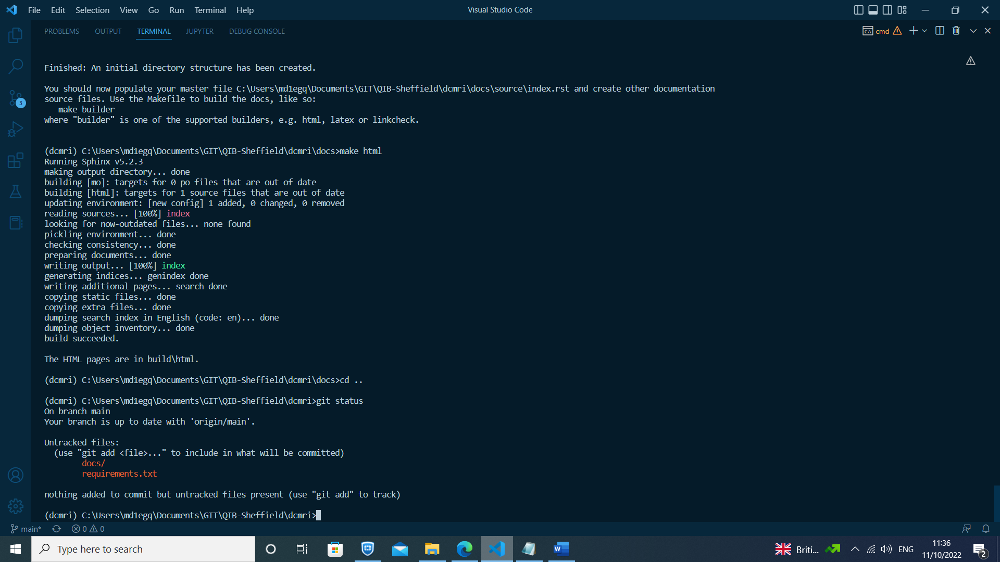 File Edit Selection View Go Run Terminal Help
Visual Studio Code
PROBLEMS OUTPUT TERMINAL JUPYTER DEBUG CONSOLE
cmd
3
Finished: An initial directory structure has been created.
You should now populate your master file C:\Users\md1egq\Documents\GIT\QIB-Sheffield\dcmri\docs\source\index.rst and create other documentation
source files. Use the Makefile to build the docs, like so:
   make builder
where "builder" is one of the supported builders, e.g. html, latex or linkcheck.
(dcmri) C:\Users\md1egq\Documents\GIT\QIB-Sheffield\dcmri\docs>make html
Running Sphinx v5.2.3
making output directory... done
building [mo]: targets for 0 po files that are out of date
building [html]: targets for 1 source files that are out of date
updating environment: [new config] 1 added, 0 changed, 0 removed
reading sources... [100%] index
looking for now-outdated files... none found
pickling environment... done
checking consistency... done
preparing documents... done
writing output... [100%] index
generating indices... genindex done
writing additional pages... search done
copying static files... done
copying extra files... done
dumping search index in English (code: en)... done
dumping object inventory... done
build succeeded.
The HTML pages are in build\html.
(dcmri) C:\Users\md1egq\Documents\GIT\QIB-Sheffield\dcmri\docs>cd ..
(dcmri) C:\Users\md1egq\Documents\GIT\QIB-Sheffield\dcmri>git status
On branch main
Your branch is up to date with 'origin/main'.
Untracked files:
  (use "git add <file>..." to include in what will be committed)
        docs/
        requirements.txt
nothing added to commit but untracked files present (use "git add" to track)
(dcmri) C:\Users\md1egq\Documents\GIT\QIB-Sheffield\dcmri>
main* 0 0
Type here to search
Briti... ENG
11:36
11/10/2022
2